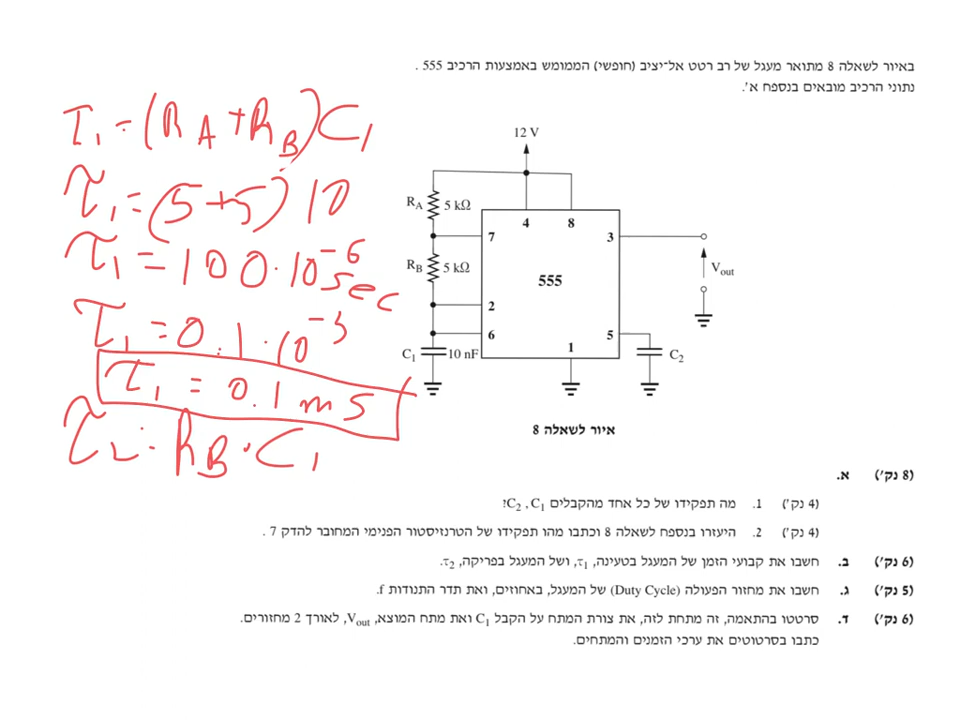 באיור לשאלה 8 מתואר מעגל של רב רטט אל־יציב (חופשי) הממומש באמצעות הרכיב 555 .
נתוני הרכיב מובאים בנספח א'.
τ₁ = (R_A + R_B) C₁
τ₁ = (5+5) 10
τ₁ = 100·10⁻⁶ sec
τ₁ = 0.1·10⁻³
τ₁ = 0.1 ms
τ₂ = R_B · C₁
12 V
R_A 5 kΩ
4 8
7 3
R_B 5 kΩ
555
V_out
2
6 1 5
C₁ 10 nF
C₂
איור לשאלה 8
(8 נק') א.
(4 נק') 1. מה תפקידו של כל אחד מהקבלים C₁, C₂?
(4 נק') 2. היעזרו בנספח לשאלה 8 וכתבו מהו תפקידו של הטרנזיסטור הפנימי המחובר להדק 7 .
(6 נק') ב. חשבו את קבועי הזמן של המעגל בטעינה, τ₁, ושל המעגל בפריקה, τ₂.
(5 נק') ג. חשבו את מחזור הפעולה (Duty Cycle) של המעגל, באחוזים, ואת תדר התנודות f.
(6 נק') ד. סרטטו בהתאמה, זה מתחת לזה, את צורת המתח על הקבל C₁ ואת מתח המוצא, V_out, לאורך 2 מחזורים.
כתבו בסרטוטים את ערכי הזמנים והמתחים.